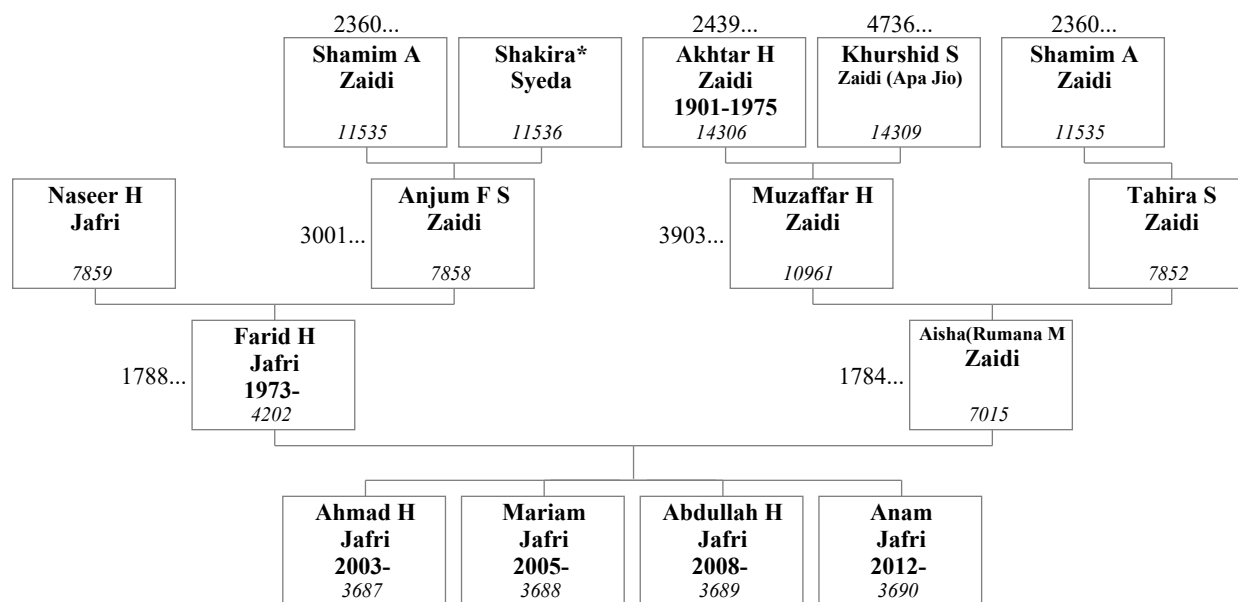 2360...
Shamim A
Zaidi
11535
Shakira*
Syeda
11536
2439...
Akhtar H
Zaidi
1901-1975
14306
4736...
Khurshid S
Zaidi (Apa Jio)
14309
2360...
Shamim A
Zaidi
11535
Naseer H
Jafri
7859
3001...
Anjum F S
Zaidi
7858
3903...
Muzaffar H
Zaidi
10961
Tahira S
Zaidi
7852
1788...
Farid H
Jafri
1973-
4202
1784...
Aisha(Rumana M
Zaidi
7015
Ahmad H
Jafri
2003-
3687
Mariam
Jafri
2005-
3688
Abdullah H
Jafri
2008-
3689
Anam
Jafri
2012-
3690